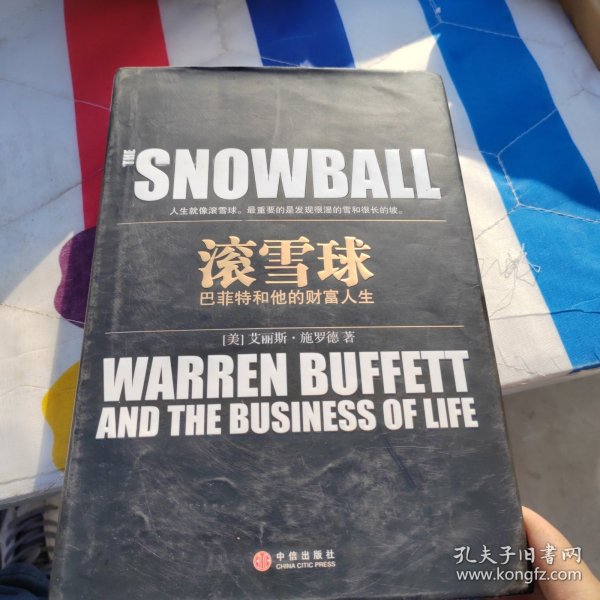 THE
SNOWBALL
人生就像滚雪球。最重要的是发现很湿的雪和很长的坡。
滚雪球
巴菲特和他的财富人生
[美] 艾丽斯·施罗德 著
WARREN BUFFETT
AND THE BUSINESS OF LIFE
中信出版社
CHINA CITIC PRESS
孔夫子旧书网
www.kongfz.com